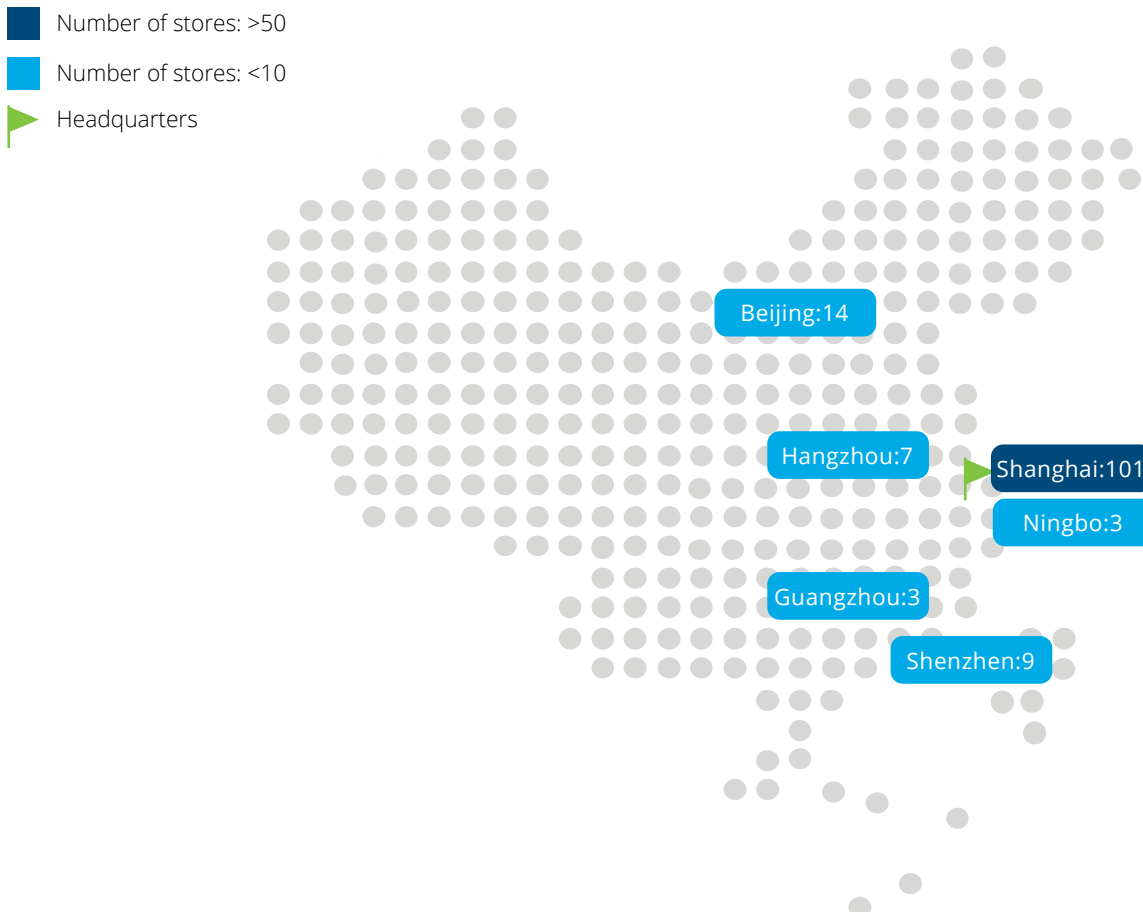 Number of stores: >50
Number of stores: <10
Headquarters
Beijing:14
Hangzhou:7
Shanghai:101
Ningbo:3
Guangzhou:3
Shenzhen:9